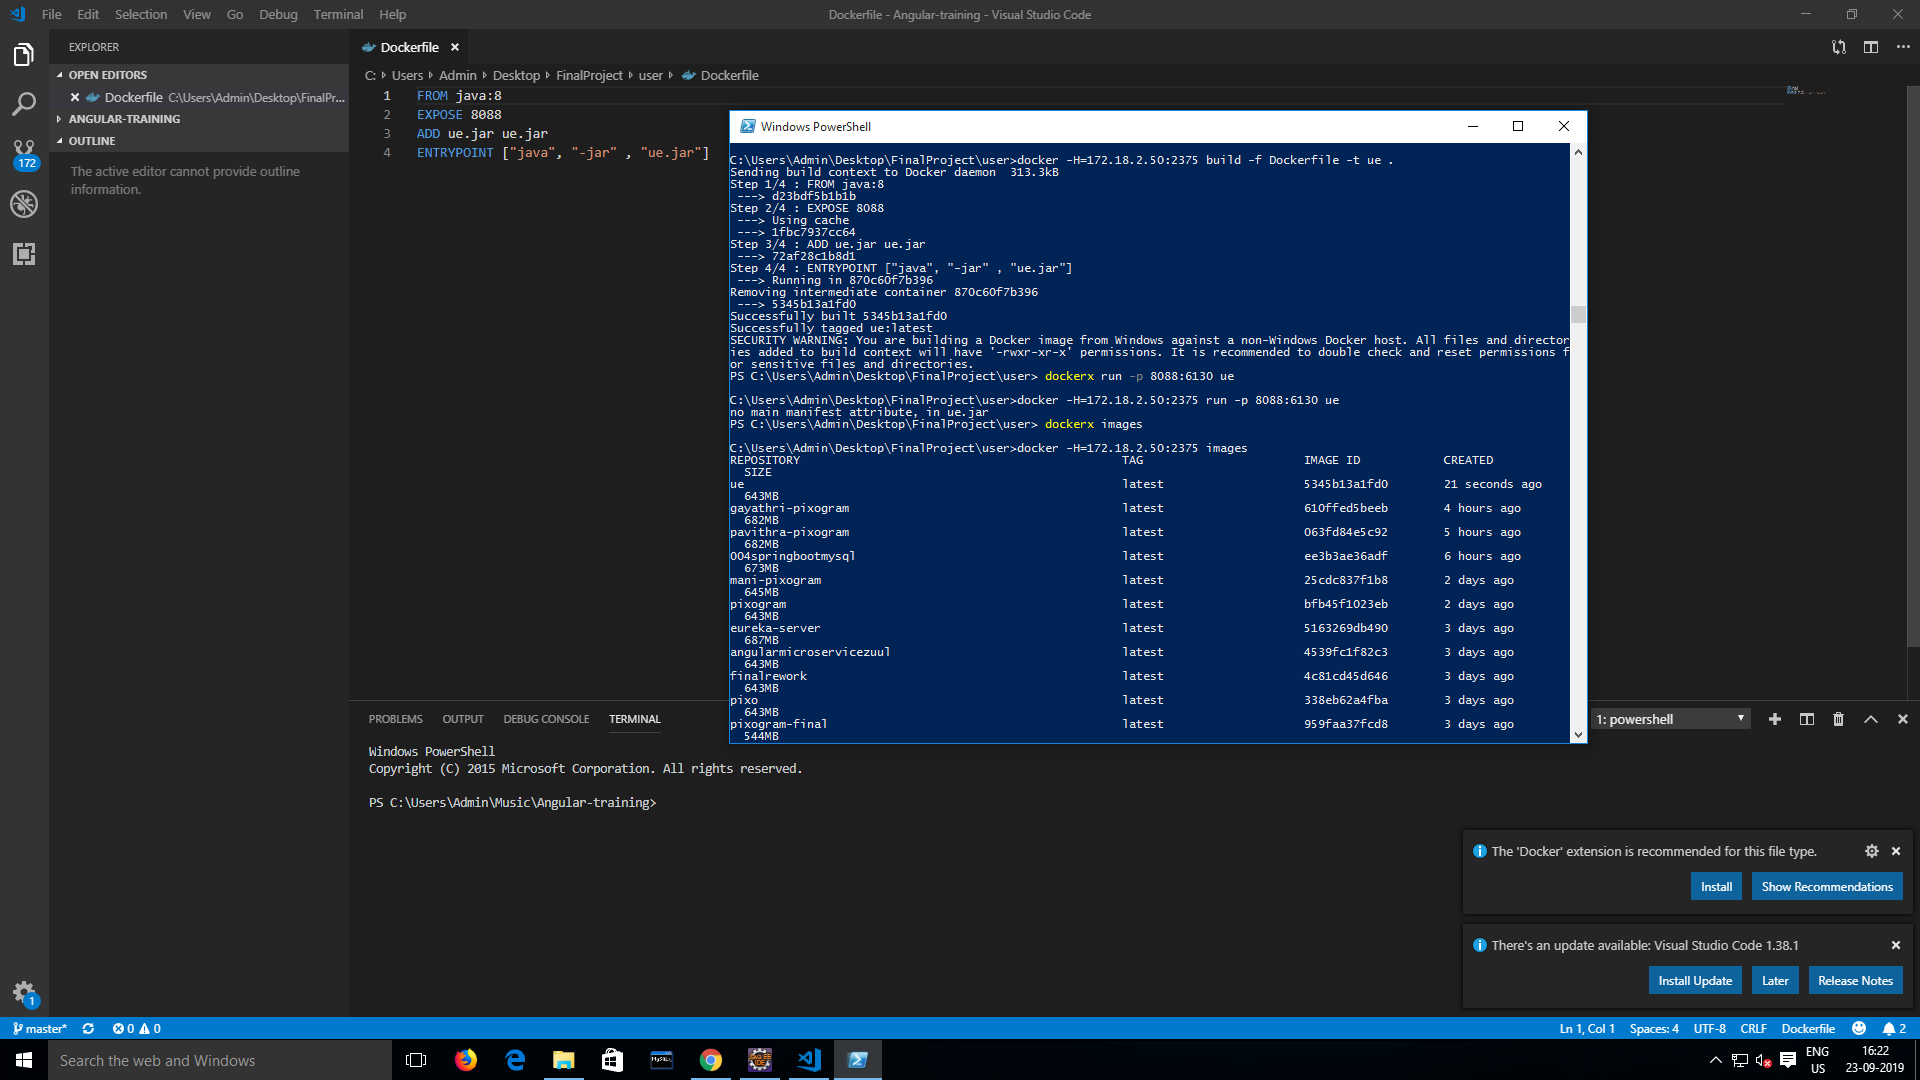 File Edit Selection View Go Debug Terminal Help
Dockerfile - Angular-training - Visual Studio Code
EXPLORER
OPEN EDITORS
Dockerfile C:\Users\Admin\Desktop\FinalPr...
ANGULAR-TRAINING
OUTLINE
The active editor cannot provide outline
information.
172
1
Dockerfile
C: Users Admin Desktop FinalProject user Dockerfile
1 FROM java:8
2 EXPOSE 8088
3 ADD ue.jar ue.jar
4 ENTRYPOINT ["java", "-jar" , "ue.jar"]
Windows PowerShell
C:\Users\Admin\Desktop\FinalProject\user>docker -H=172.18.2.50:2375 build -f Dockerfile -t ue .
Sending build context to Docker daemon  313.3kB
Step 1/4 : FROM java:8
---> d23bdf5b1b1b
Step 2/4 : EXPOSE 8088
---> Using cache
---> 1fbc7937cc64
Step 3/4 : ADD ue.jar ue.jar
---> 72af28c1b8d1
Step 4/4 : ENTRYPOINT ["java", "-jar" , "ue.jar"]
---> Running in 870c60f7b396
Removing intermediate container 870c60f7b396
---> 5345b13a1fd0
Successfully built 5345b13a1fd0
Successfully tagged ue:latest
SECURITY WARNING: You are building a Docker image from Windows against a non-Windows Docker host. All files and director
ies added to build context will have '-rwxr-xr-x' permissions. It is recommended to double check and reset permissions f
or sensitive files and directories.
PS C:\Users\Admin\Desktop\FinalProject\user> dockerx run -p 8088:6130 ue
C:\Users\Admin\Desktop\FinalProject\user>docker -H=172.18.2.50:2375 run -p 8088:6130 ue
no main manifest attribute, in ue.jar
PS C:\Users\Admin\Desktop\FinalProject\user> dockerx images
C:\Users\Admin\Desktop\FinalProject\user>docker -H=172.18.2.50:2375 images
REPOSITORY TAG IMAGE ID CREATED
SIZE
ue latest 5345b13a1fd0 21 seconds ago
643MB
gayathri-pixogram latest 610ffed5beeb 4 hours ago
682MB
pavithra-pixogram latest 063fd84e5c92 5 hours ago
682MB
004springbootmysql latest ee3b3ae36adf 6 hours ago
673MB
mani-pixogram latest 25cdc837f1b8 2 days ago
645MB
pixogram latest bfb45f1023eb 2 days ago
643MB
eureka-server latest 5163269db490 3 days ago
687MB
angularmicroservicezuul latest 4539fc1f82c3 3 days ago
643MB
finalrework latest 4c81cd45d646 3 days ago
643MB
pixo latest 338eb62a4fba 3 days ago
643MB
pixogram-final latest 959faa37fcd8 3 days ago
544MB
PROBLEMS OUTPUT DEBUG CONSOLE TERMINAL
1: powershell
Windows PowerShell
Copyright (C) 2015 Microsoft Corporation. All rights reserved.
PS C:\Users\Admin\Music\Angular-training>
The 'Docker' extension is recommended for this file type.
Install Show Recommendations
There's an update available: Visual Studio Code 1.38.1
Install Update Later Release Notes
master* 0 0
Ln 1, Col 1 Spaces: 4 UTF-8 CRLF Dockerfile 2
Search the web and Windows
ENG
US
16:22
23-09-2019